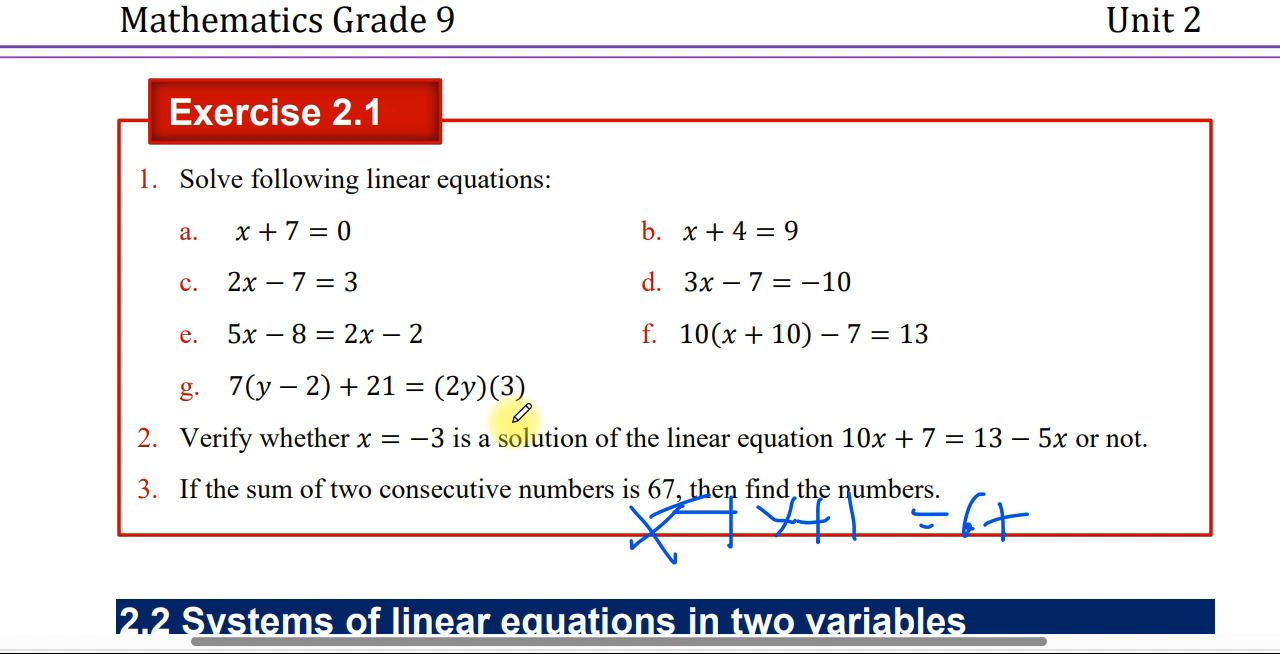 Mathematics Grade 9 Unit 2
Exercise 2.1
1. Solve following linear equations:
a. x + 7 = 0 b. x + 4 = 9
c. 2x − 7 = 3 d. 3x − 7 = −10
e. 5x − 8 = 2x − 2 f. 10(x + 10) − 7 = 13
g. 7(y − 2) + 21 = (2y)(3)
2. Verify whether x = −3 is a solution of the linear equation 10x + 7 = 13 − 5x or not.
3. If the sum of two consecutive numbers is 67, then find the numbers.
2.2 Systems of linear equations in two variables